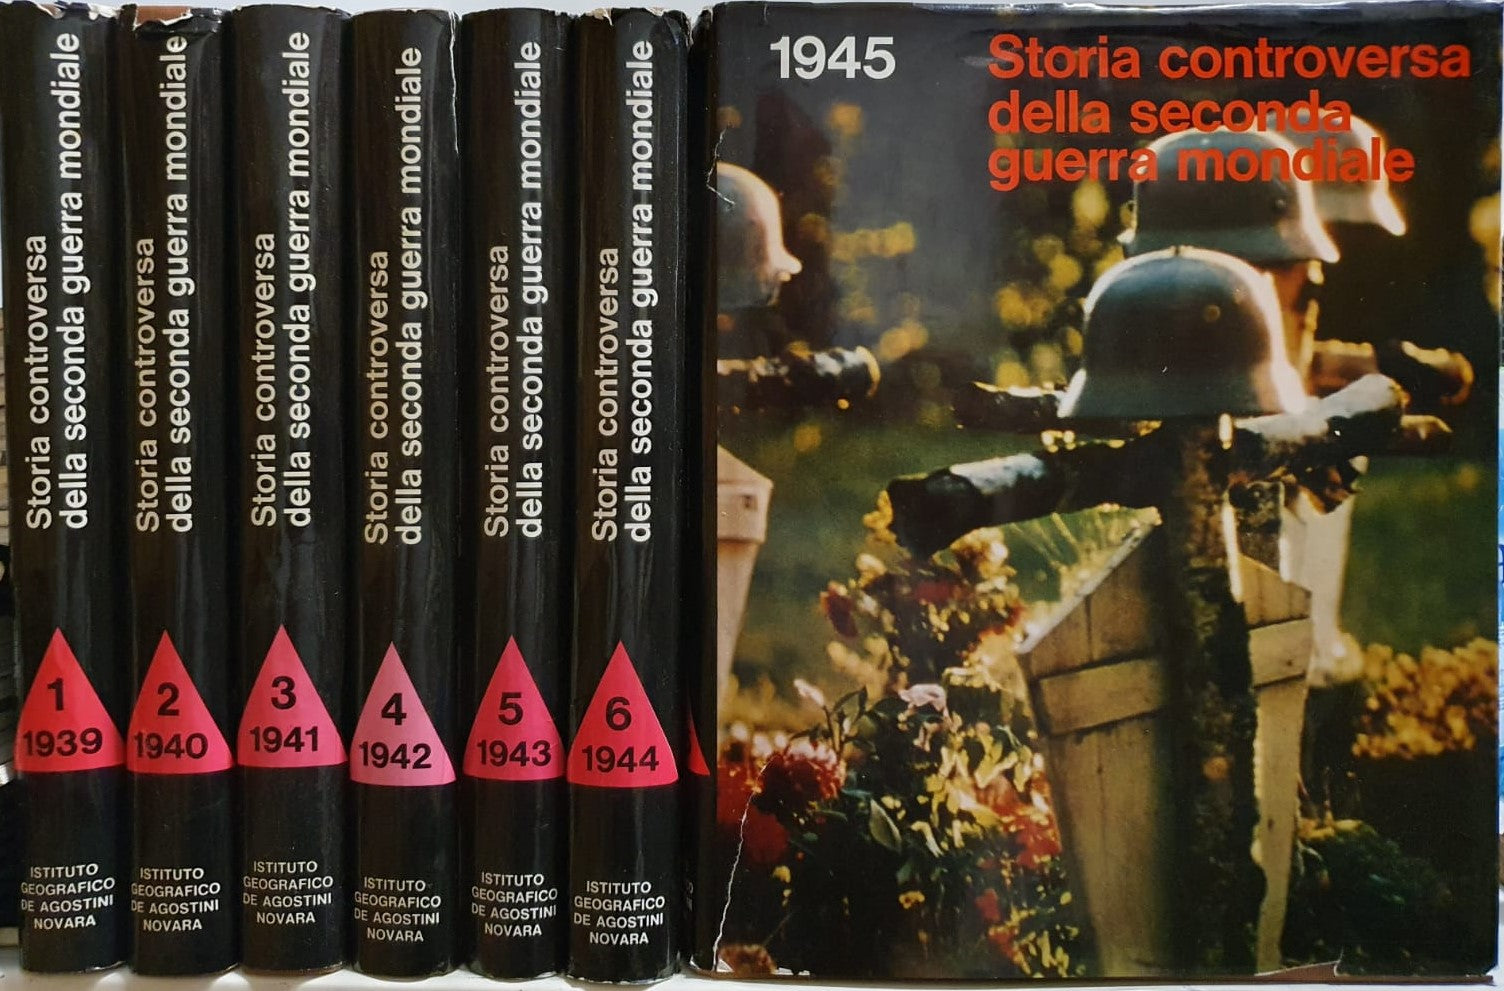 Storia controversa
della seconda guerra mondiale
1
1939
ISTITUTO
GEOGRAFICO
DE AGOSTINI
NOVARA
Storia controversa
della seconda guerra mondiale
2
1940
ISTITUTO
GEOGRAFICO
DE AGOSTINI
NOVARA
Storia controversa
della seconda guerra mondiale
3
1941
ISTITUTO
GEOGRAFICO
DE AGOSTINI
NOVARA
Storia controversa
della seconda guerra mondiale
4
1942
ISTITUTO
GEOGRAFICO
DE AGOSTINI
NOVARA
Storia controversa
della seconda guerra mondiale
5
1943
ISTITUTO
GEOGRAFICO
DE AGOSTINI
NOVARA
Storia controversa
della seconda guerra mondiale
6
1944
ISTITUTO
GEOGRAFICO
DE AGOSTINI
NOVARA
1945
Storia controversa
della seconda
guerra mondiale